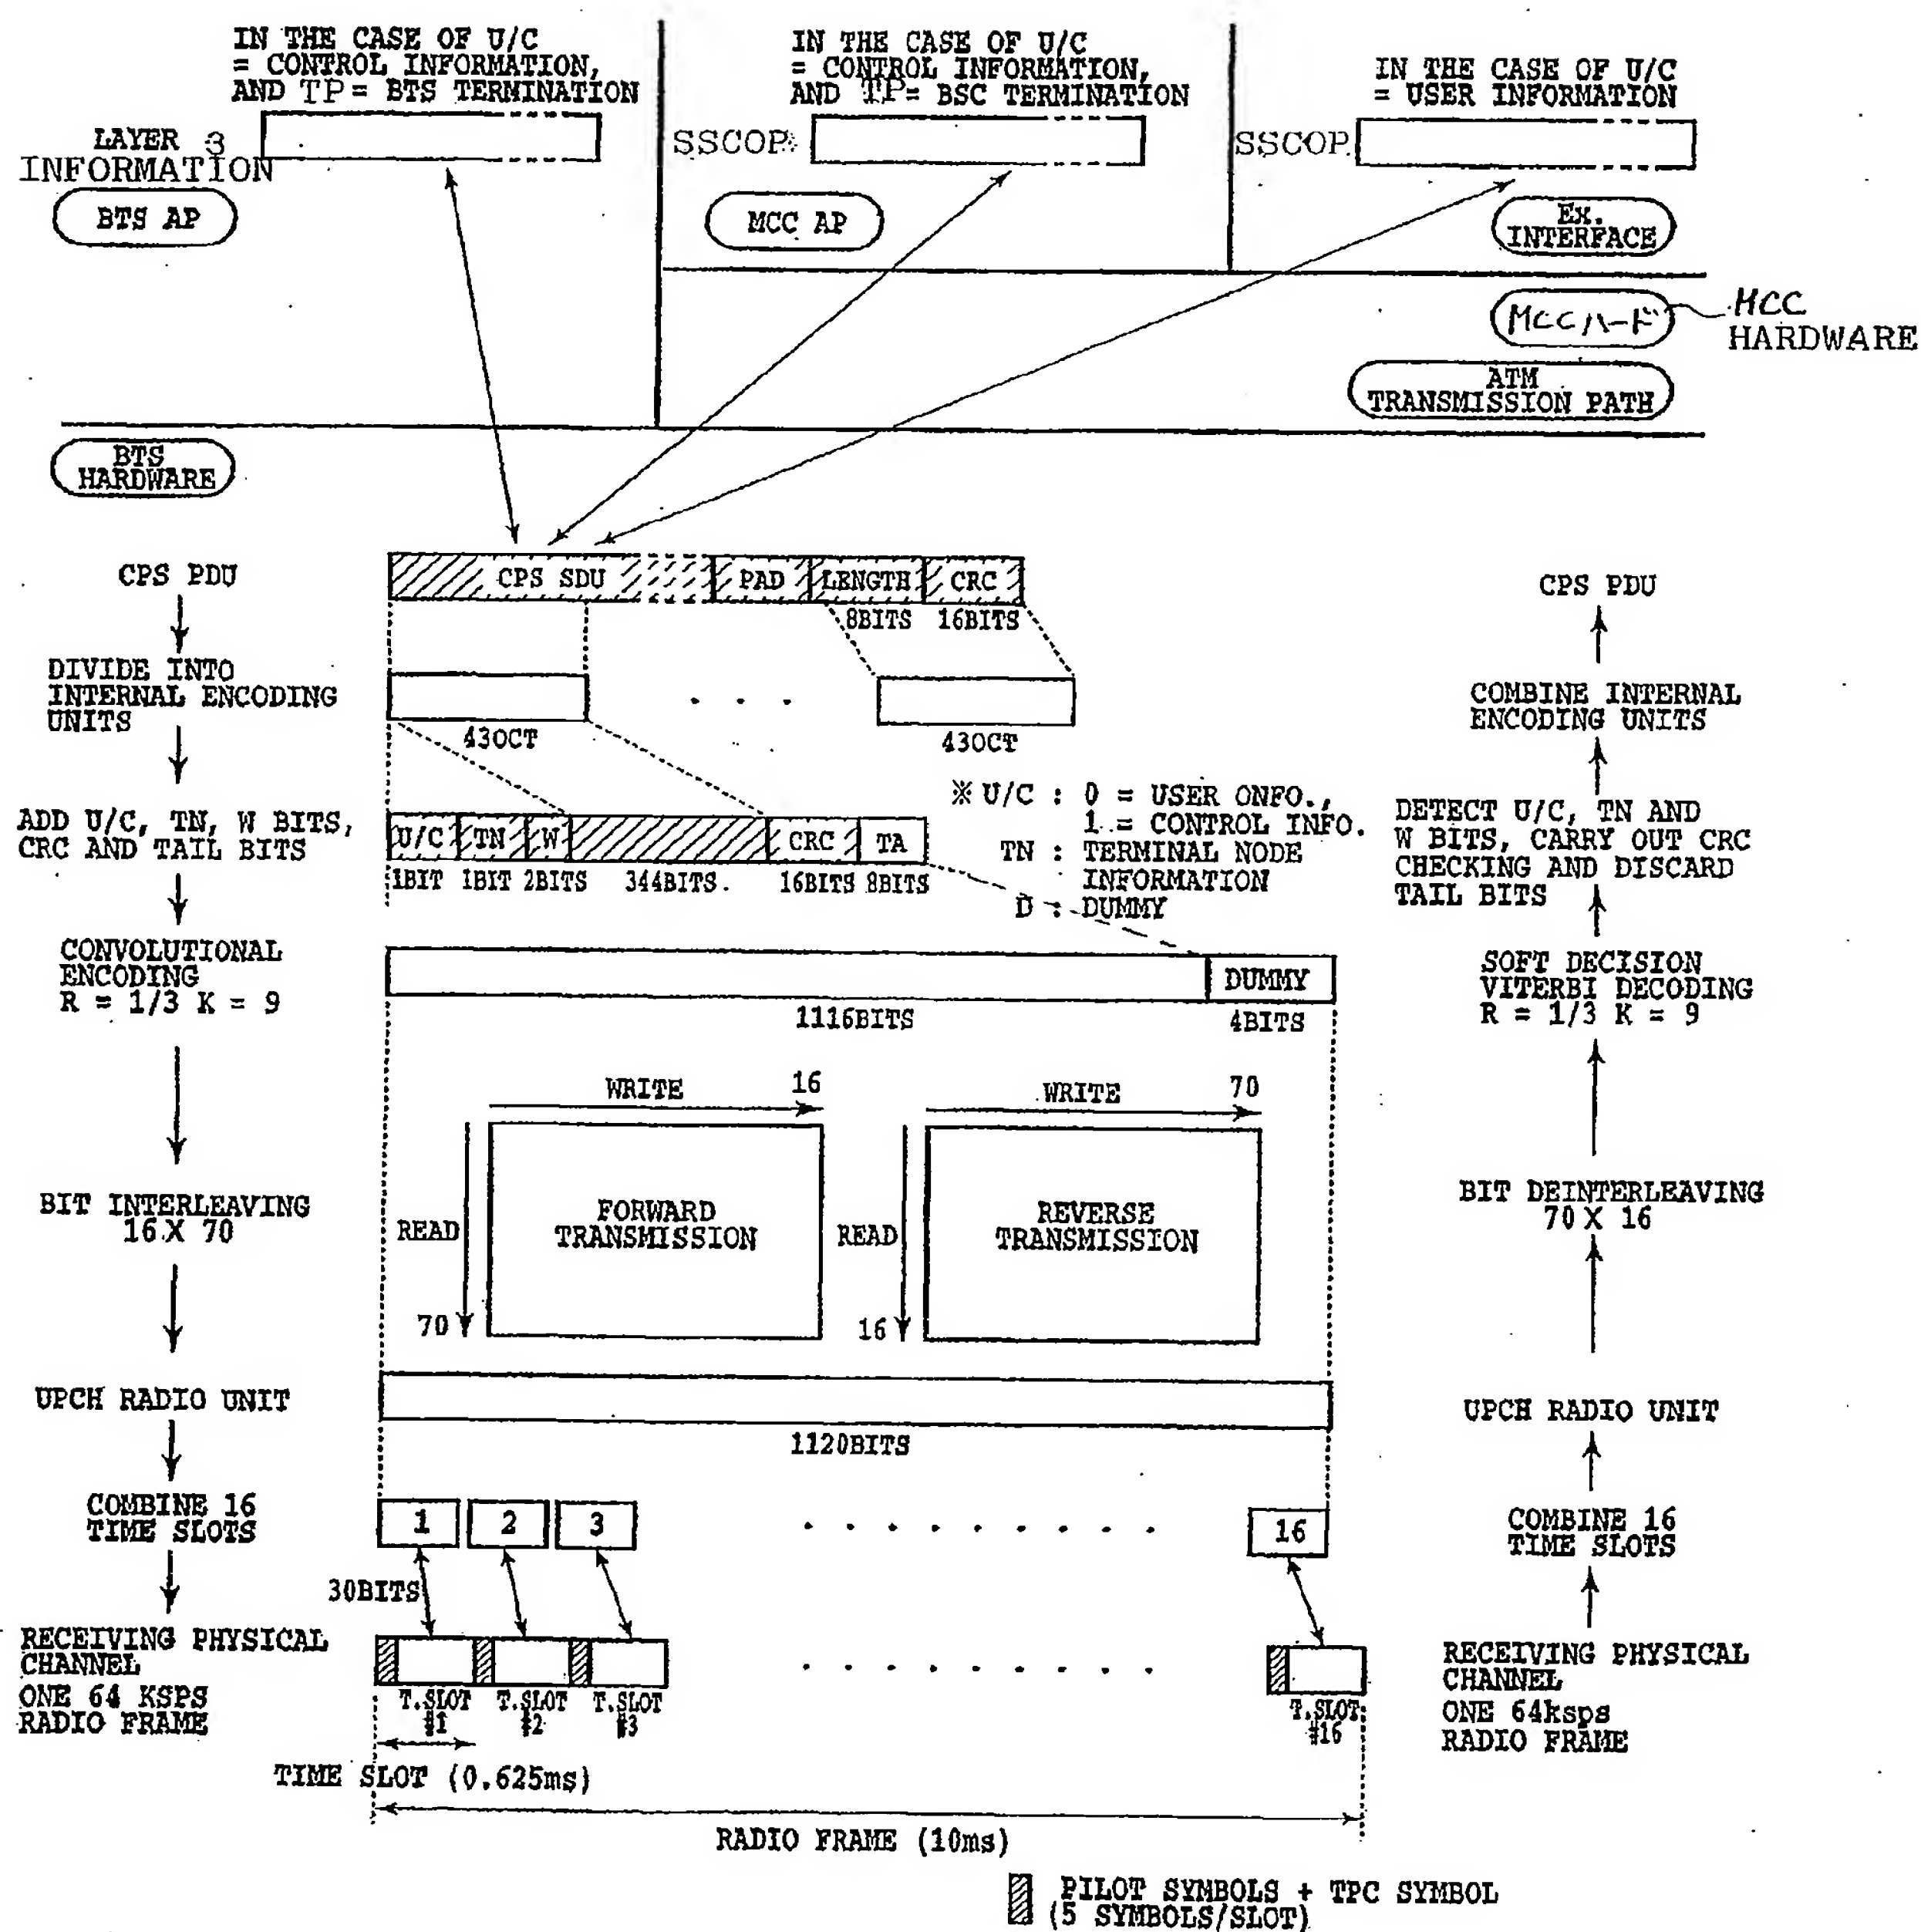 IN THE CASE OF U/C
= CONTROL INFORMATION,
AND TP= BTS TERMINATION
IN THE CASE OF U/C
= CONTROL INFORMATION,
AND TP= BSC TERMINATION
IN THE CASE OF U/C
= USER INFORMATION
LAYER 3
INFORMATION
SSCOP
SSCOP
BTS AP
MCC AP
Ex.
INTERFACE
MCCハード
MCC
HARDWARE
ATM
TRANSMISSION PATH
BTS
HARDWARE
CPS PDU
CPS SDU
PAD
LENGTH
CRC
8BITS
16BITS
CPS PDU
DIVIDE INTO
INTERNAL ENCODING
UNITS
. . .
43OCT
43OCT
COMBINE INTERNAL
ENCODING UNITS
ADD U/C, TN, W BITS,
CRC AND TAIL BITS
U/C
TN
W
CRC
TA
1BIT
1BIT
2BITS
344BITS.
16BITS
8BITS
※ U/C : 0 = USER ONFO.,
1 = CONTROL INFO.
TN : TERMINAL NODE
INFORMATION
D : DUMMY
DETECT U/C, TN AND
W BITS, CARRY OUT CRC
CHECKING AND DISCARD
TAIL BITS
CONVOLUTIONAL
ENCODING
R = 1/3 K = 9
DUMMY
1116BITS
4BITS
SOFT DECISION
VITERBI DECODING
R = 1/3 K = 9
WRITE
16
WRITE
70
BIT INTERLEAVING
16 X 70
READ
FORWARD
TRANSMISSION
70
READ
REVERSE
TRANSMISSION
16
BIT DEINTERLEAVING
70 X 16
UPCH RADIO UNIT
1120BITS
UPCH RADIO UNIT
COMBINE 16
TIME SLOTS
1
2
3
. . . . . . . . .
16
COMBINE 16
TIME SLOTS
30BITS
RECEIVING PHYSICAL
CHANNEL
ONE 64 KSPS
RADIO FRAME
T.SLOT
#1
T.SLOT
#2
T.SLOT
#3
. . . . . . . . .
T.SLOT
#16
RECEIVING PHYSICAL
CHANNEL
ONE 64ksps
RADIO FRAME
TIME SLOT (0.625ms)
RADIO FRAME (10ms)
PILOT SYMBOLS + TPC SYMBOL
(5 SYMBOLS/SLOT)